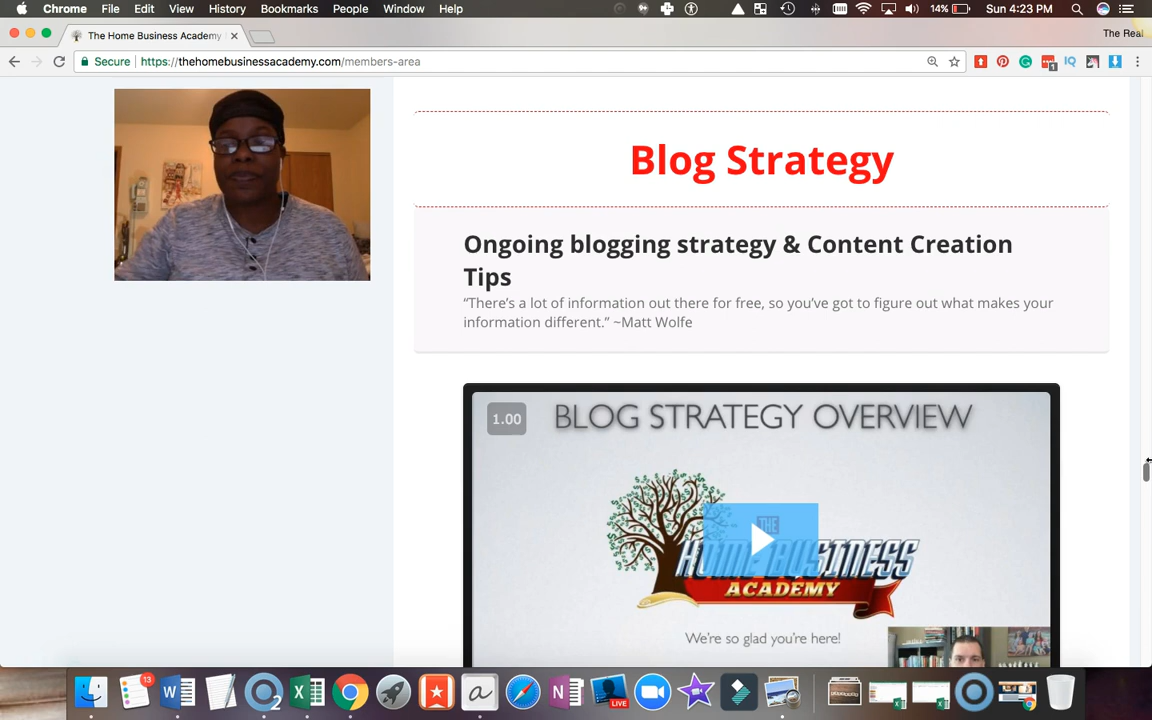 Chrome File Edit View History Bookmarks People Window Help
14% Sun 4:23 PM
The Home Business Academy
The Real
Secure https://thehomebusinessacademy.com/members-area
IQ
1
Blog Strategy
Ongoing blogging strategy & Content Creation
Tips
“There’s a lot of information out there for free, so you’ve got to figure out what makes your
information different.” ~Matt Wolfe
1.00
BLOG STRATEGY OVERVIEW
THE
HOME BUSINESS
ACADEMY
We're so glad you're here!
13
W
2
X
a
N
LIVE